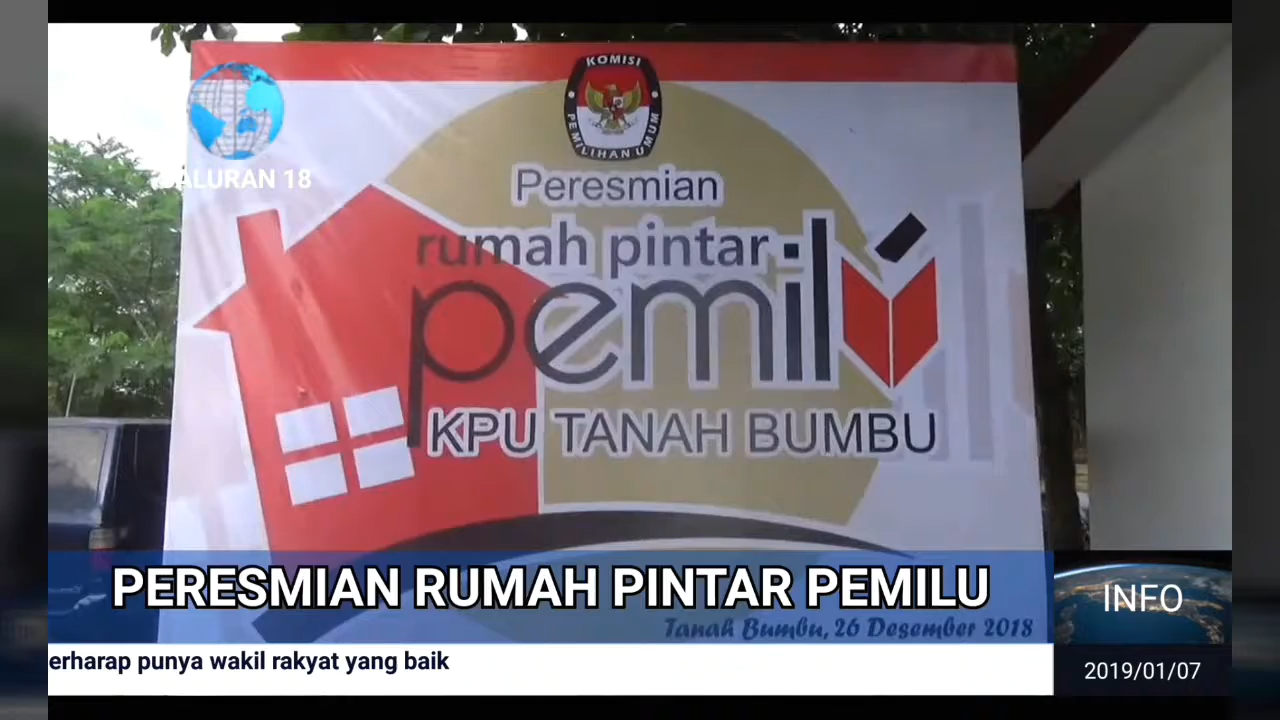 KOMISI
PEMILIHAN UMUM
SALURAN 18
Peresmian
rumah pintar
pemilu
KPU TANAH BUMBU
PERESMIAN RUMAH PINTAR PEMILU
INFO
Tanah Bumbu, 26 Desember 2018
erharap punya wakil rakyat yang baik
2019/01/07